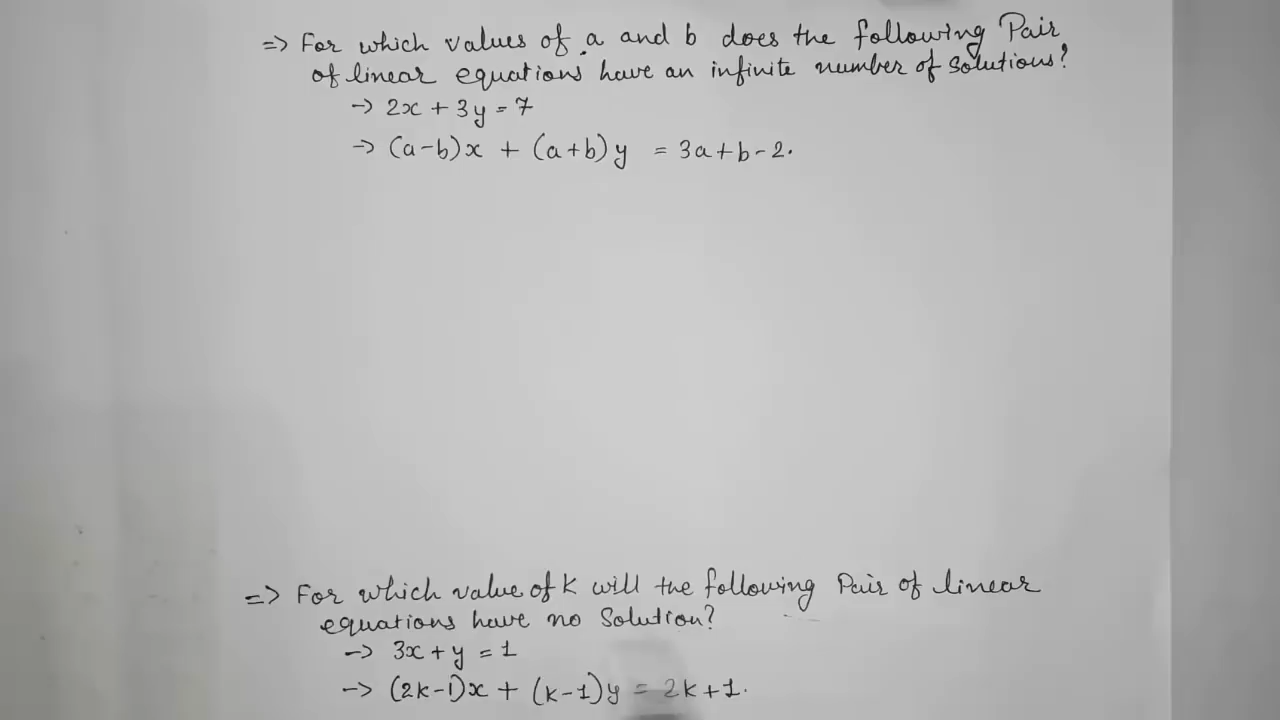 => For which values of a and b does the following Pair
of linear equations have an infinite number of solutions?
→ 2x + 3y = 7
→ (a-b)x + (a+b)y = 3a+b-2.
=> For which value of K will the following Pair of linear
equations have no Solution?
→ 3x + y = 1
→ (2k-1)x + (k-1)y = 2k+1.